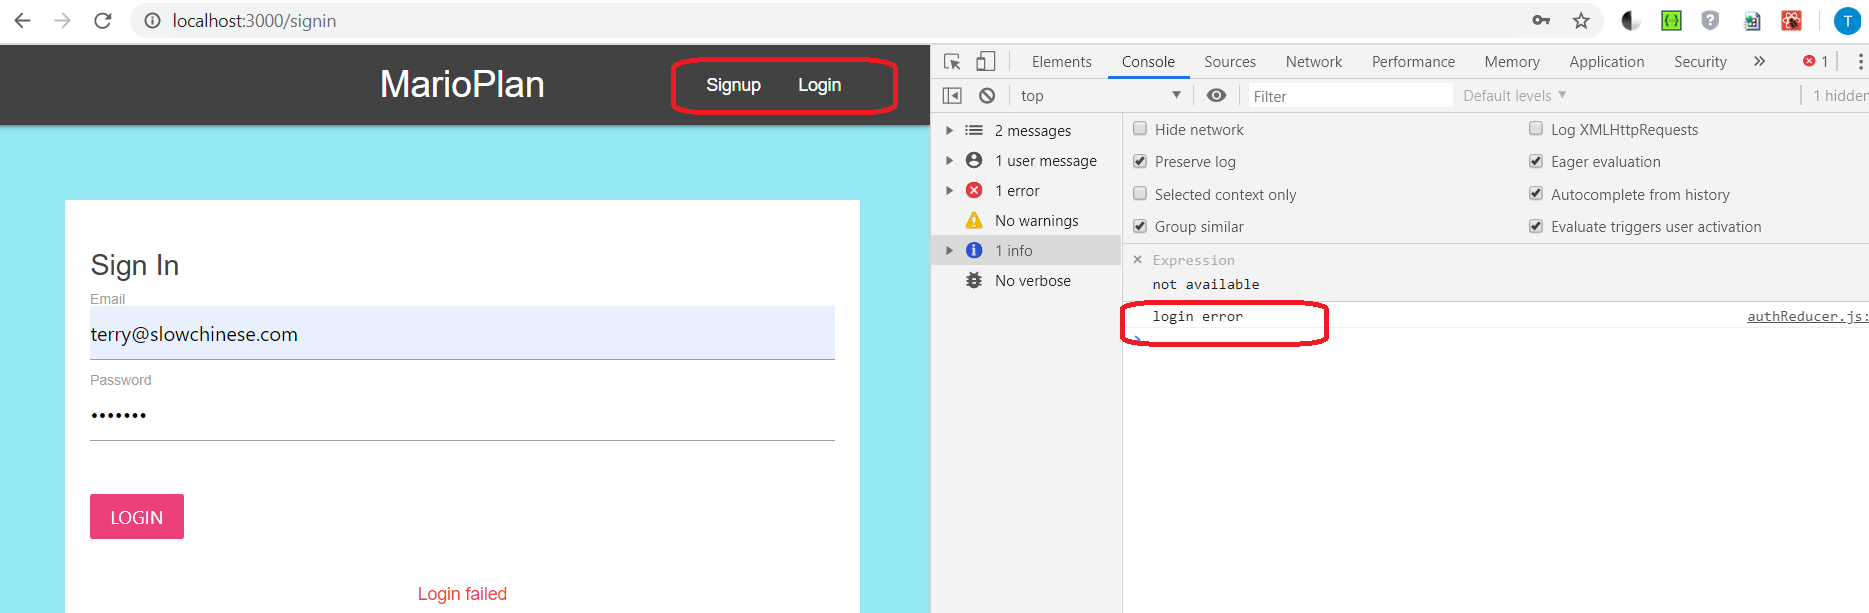 localhost:3000/signin
T
MarioPlan
Signup Login
Sign In
Email
terry@slowchinese.com
Password
•••••••
LOGIN
Login failed
Elements Console Sources Network Performance Memory Application Security » 1
top Filter Default levels 1 hidden
2 messages
1 user message
1 error
No warnings
1 info
No verbose
Hide network Log XMLHttpRequests
Preserve log Eager evaluation
Selected context only Autocomplete from history
Group similar Evaluate triggers user activation
Expression
not available
login error authReducer.js: